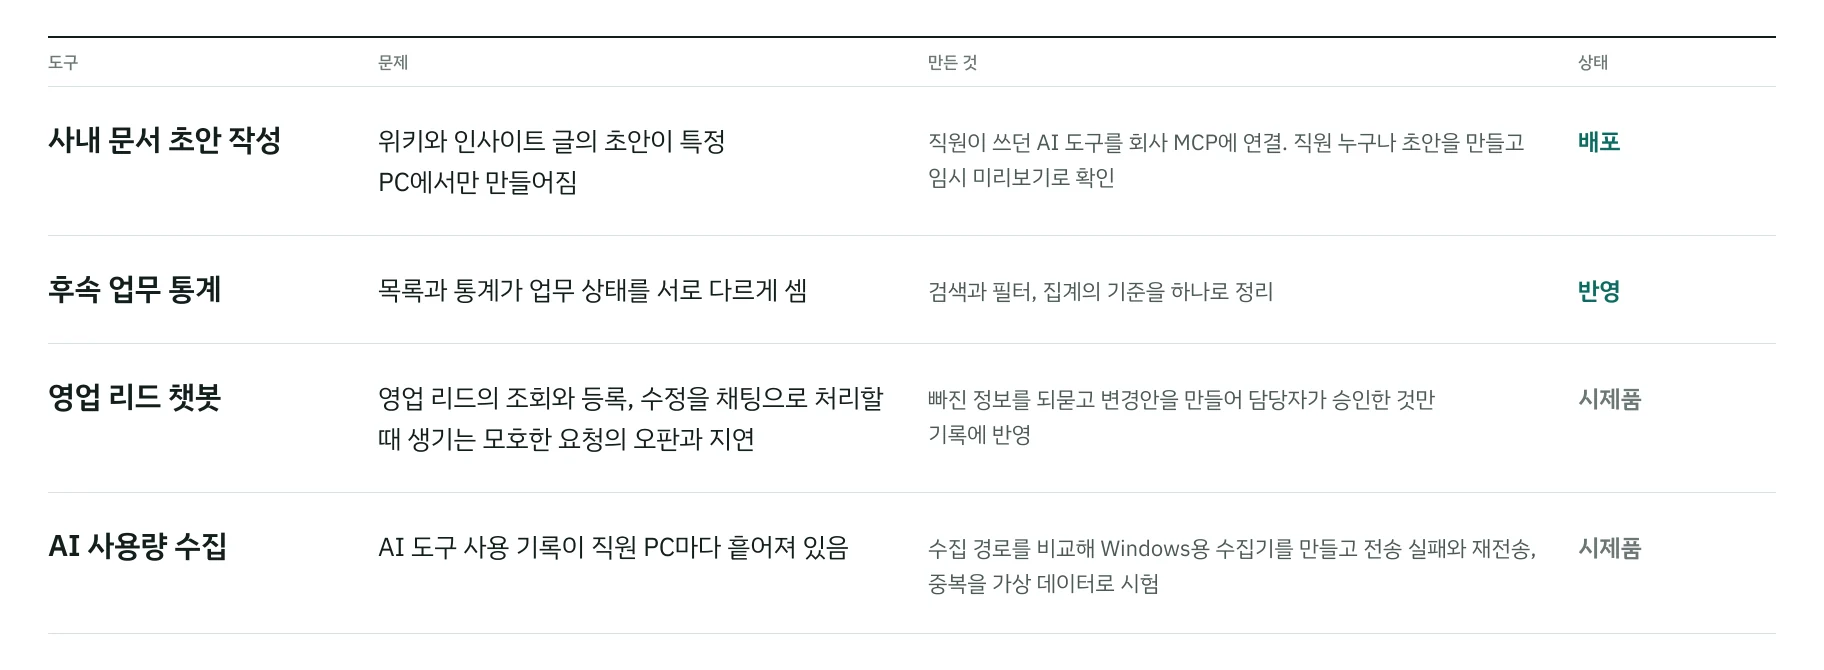 도구 문제 만든 것 상태
사내 문서 초안 작성
위키와 인사이트 글의 초안이 특정
PC에서만 만들어짐
직원이 쓰던 AI 도구를 회사 MCP에 연결. 직원 누구나 초안을 만들고
임시 미리보기로 확인
배포
후속 업무 통계
목록과 통계가 업무 상태를 서로 다르게 셈
검색과 필터, 집계의 기준을 하나로 정리
반영
영업 리드 챗봇
영업 리드의 조회와 등록, 수정을 채팅으로 처리할
때 생기는 모호한 요청의 오판과 지연
빠진 정보를 되묻고 변경안을 만들어 담당자가 승인한 것만
기록에 반영
시제품
AI 사용량 수집
AI 도구 사용 기록이 직원 PC마다 흩어져 있음
수집 경로를 비교해 Windows용 수집기를 만들고 전송 실패와 재전송,
중복을 가상 데이터로 시험
시제품